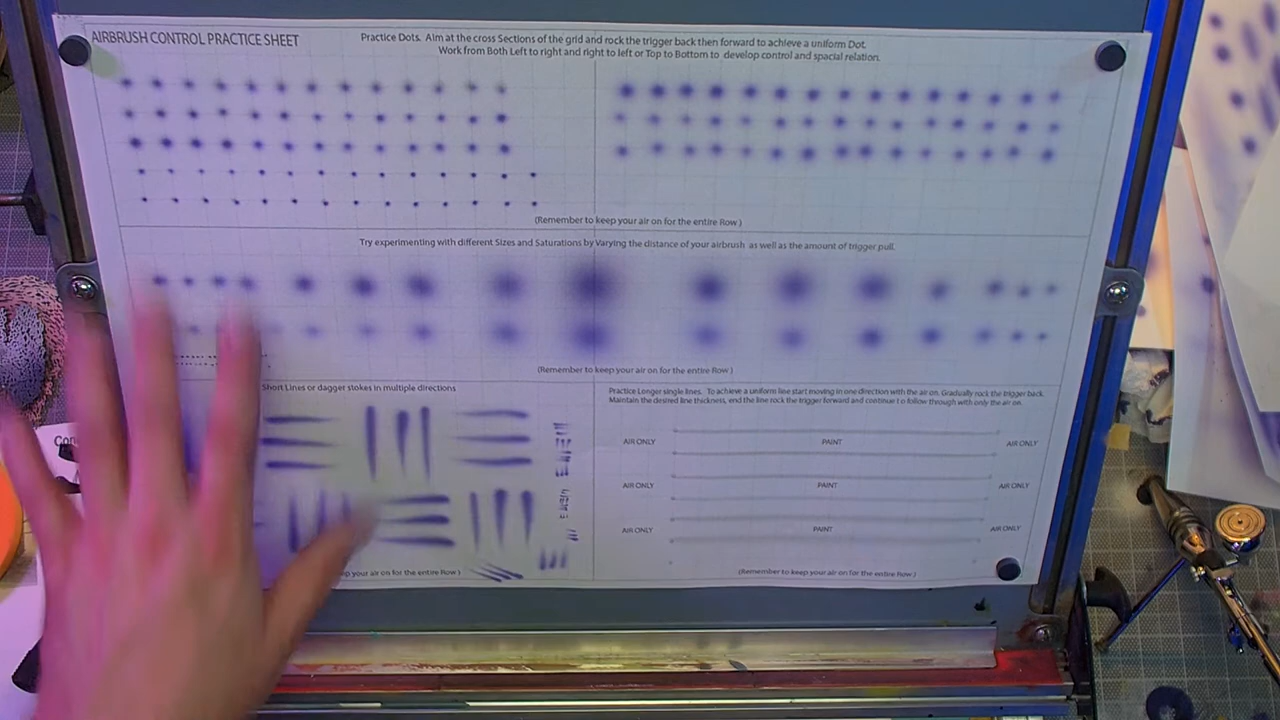 AIRBRUSH CONTROL PRACTICE SHEET
Practice Dots. Aim at the cross Sections of the grid and rock the trigger back then forward to achieve a uniform Dot.
Work from Both Left to right and right to left or Top to Bottom to develop control and spacial relation.
(Remember to keep your air on for the entire Row )
Try experimenting with different Sizes and Saturations by Varying the distance of your airbrush as well as the amount of trigger pull.
(Remember to keep your air on for the entire Row )
Short Lines or dagger stokes in multiple directions
your air on for the entire Row )
Practice Longer single lines. To achieve a uniform line start moving in one direction with the air on. Gradually rock the trigger back.
Maintain the desired line thickness, end the line rock the trigger forward and continue to follow through with only the air on.
AIR ONLY PAINT AIR ONLY
AIR ONLY PAINT AIR ONLY
AIR ONLY PAINT AIR ONLY
(Remember to keep your air on for the entire Row )